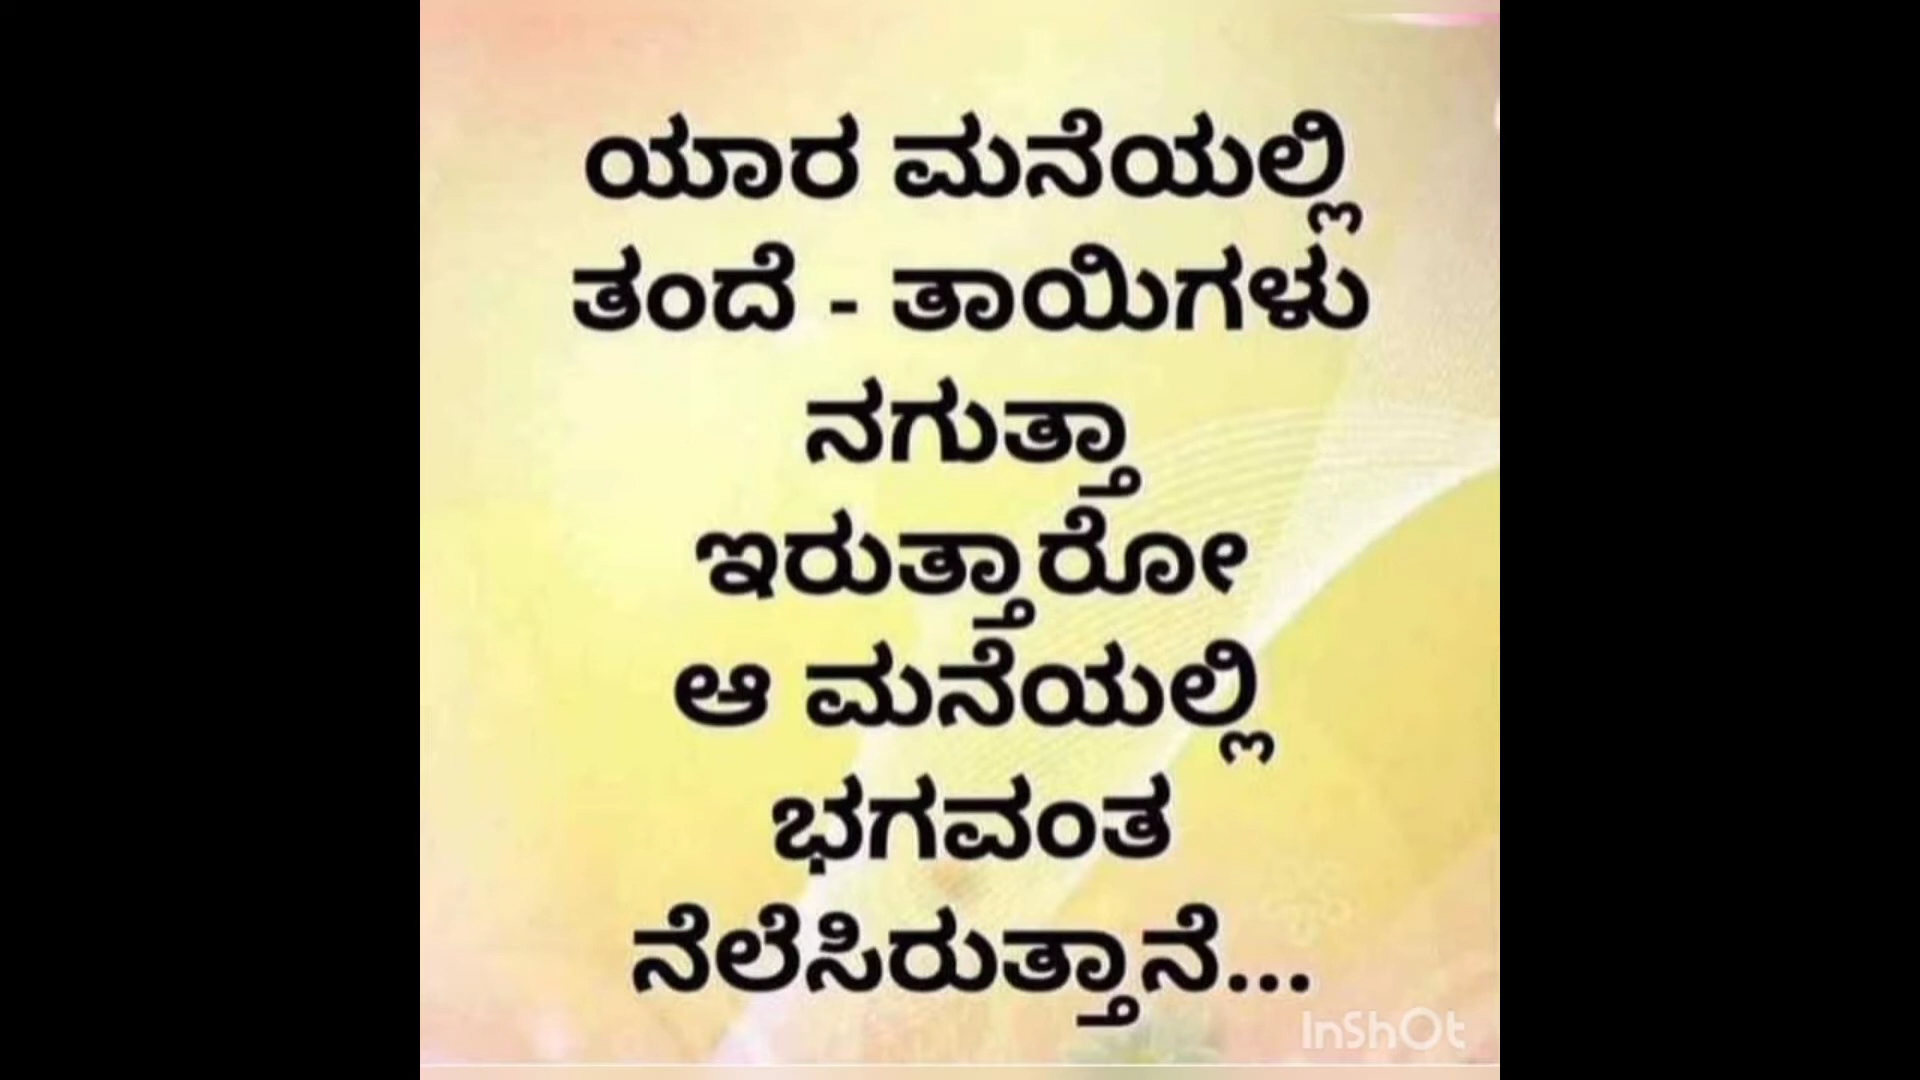 ಯಾರ ಮನೆಯಲ್ಲಿ
ತಂದೆ - ತಾಯಿಗಳು
ನಗುತ್ತಾ
ಇರುತ್ತಾರೋ
ಆ ಮನೆಯಲ್ಲಿ
ಭಗವಂತ
ನೆಲೆಸಿರುತ್ತಾನೆ...
InShOt